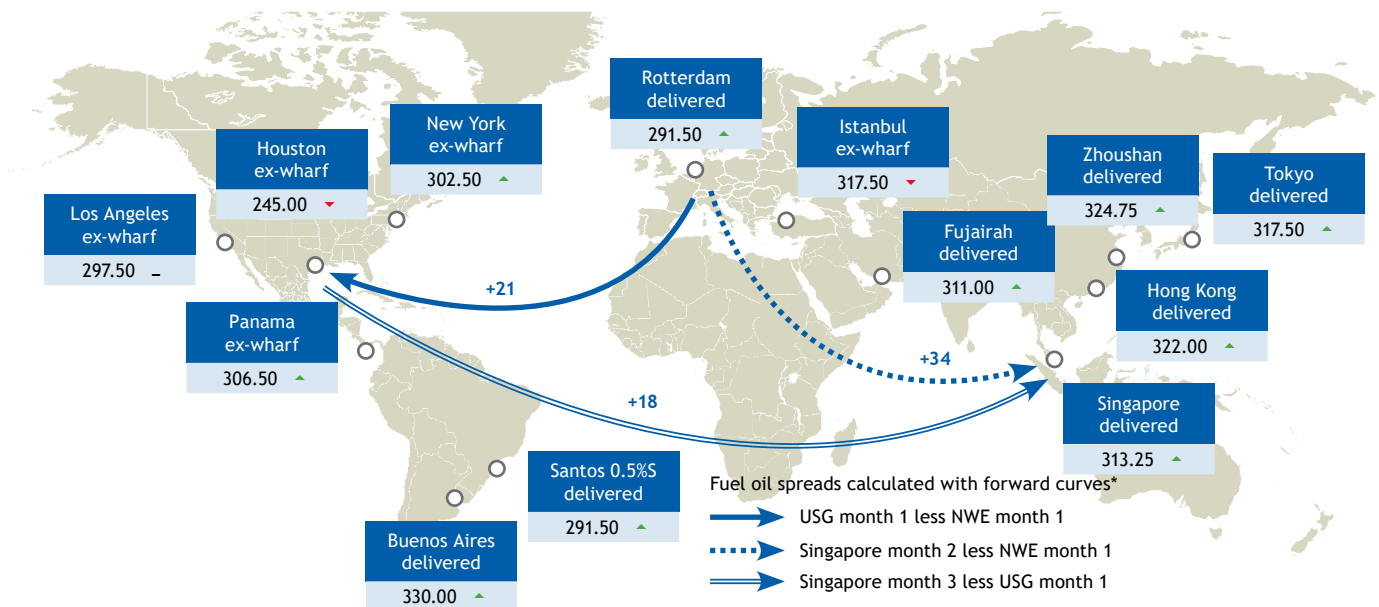 Rotterdam
delivered
291.50
New York
ex-wharf
302.50
Istanbul
ex-wharf
317.50
Houston
ex-wharf
245.00
Zhoushan
delivered
324.75
Tokyo
delivered
317.50
Los Angeles
ex-wharf
297.50 –
Fujairah
delivered
311.00
Hong Kong
delivered
322.00
+21
Panama
ex-wharf
306.50
+34
+18
Singapore
delivered
313.25
Santos 0.5%S
delivered
291.50
Buenos Aires
delivered
330.00
Fuel oil spreads calculated with forward curves*
USG month 1 less NWE month 1
Singapore month 2 less NWE month 1
Singapore month 3 less USG month 1